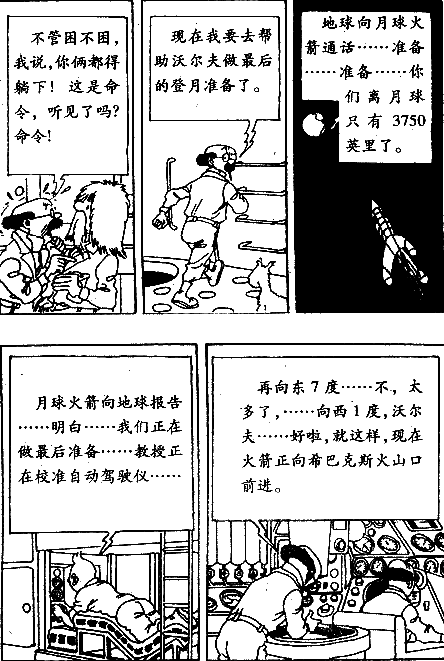 不管困不困，
我说，你俩都得
躺下！这是命
令，听见了吗？
命令！
现在我要去帮
助沃尔夫做最后
的登月准备了。
地球向月球火
箭通话……准备
……准备……你
们离月球
只有 3750
英里了。
月球火箭向地球报告
……明白……我们正在
做最后准备……教授正
在校准自动驾驶仪……
再向东 7 度……不，太
多了，……向西 1 度，沃尔
夫……好啦，就这样，现在
火箭正向希巴克斯火山口
前进。